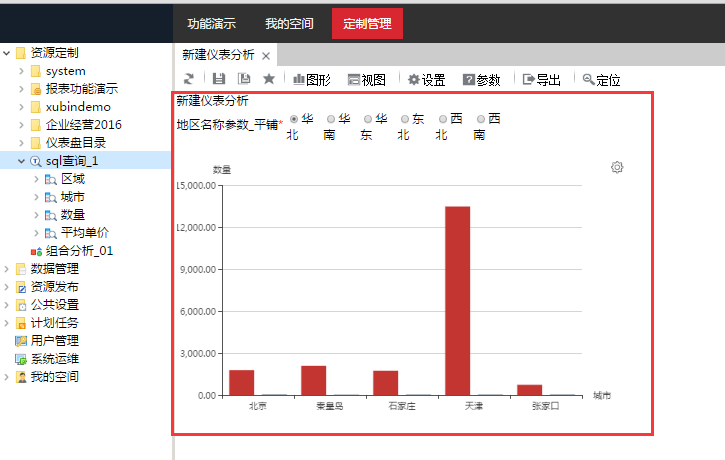 功能演示 我的空间 定制管理
资源定制
system
报表功能演示
xubindemo
企业经营2016
仪表盘目录
sql查询_1
区域
城市
数量
平均单价
组合分析_01
数据管理
资源发布
公共设置
计划任务
用户管理
系统运维
我的空间
新建仪表分析 ×
图形 视图 设置 参数 导出 定位
新建仪表分析
地区名称参数_平铺* 华北 华南 华东 东北 西北 西南
数量
15,000.00
12,000.00
9,000.00
6,000.00
3,000.00
0.00
北京 秦皇岛 石家庄 天津 张家口 城市